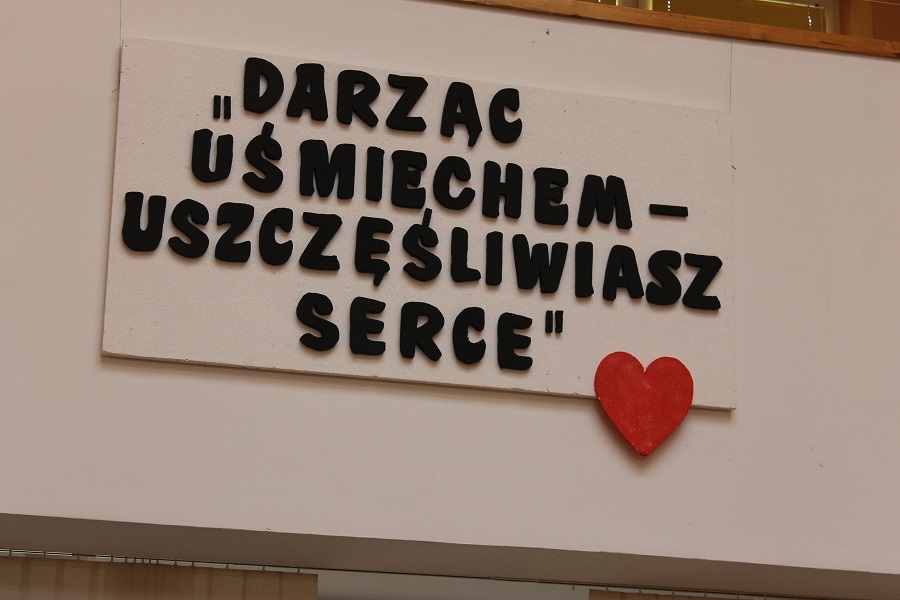 „DARZĄC
UŚMIECHEM –
USZCZĘŚLIWIASZ
SERCE"